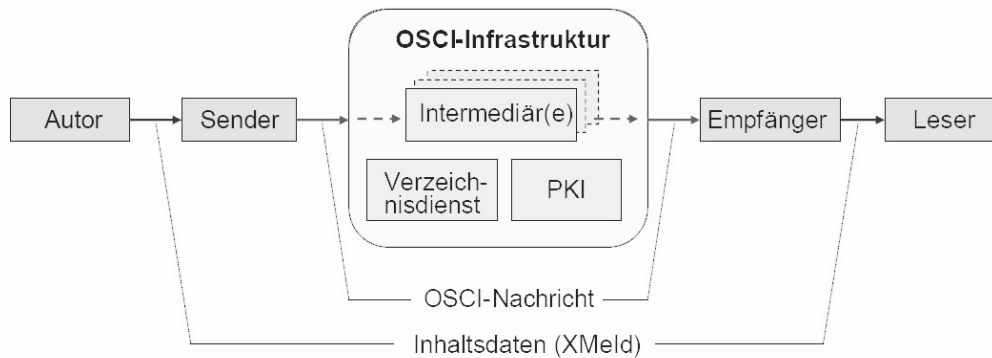 OSCI-Infrastruktur
Autor
Sender
Intermediär(e)
Empfänger
Leser
Verzeich-
nisdienst
PKI
OSCI-Nachricht
Inhaltsdaten (XMeld)